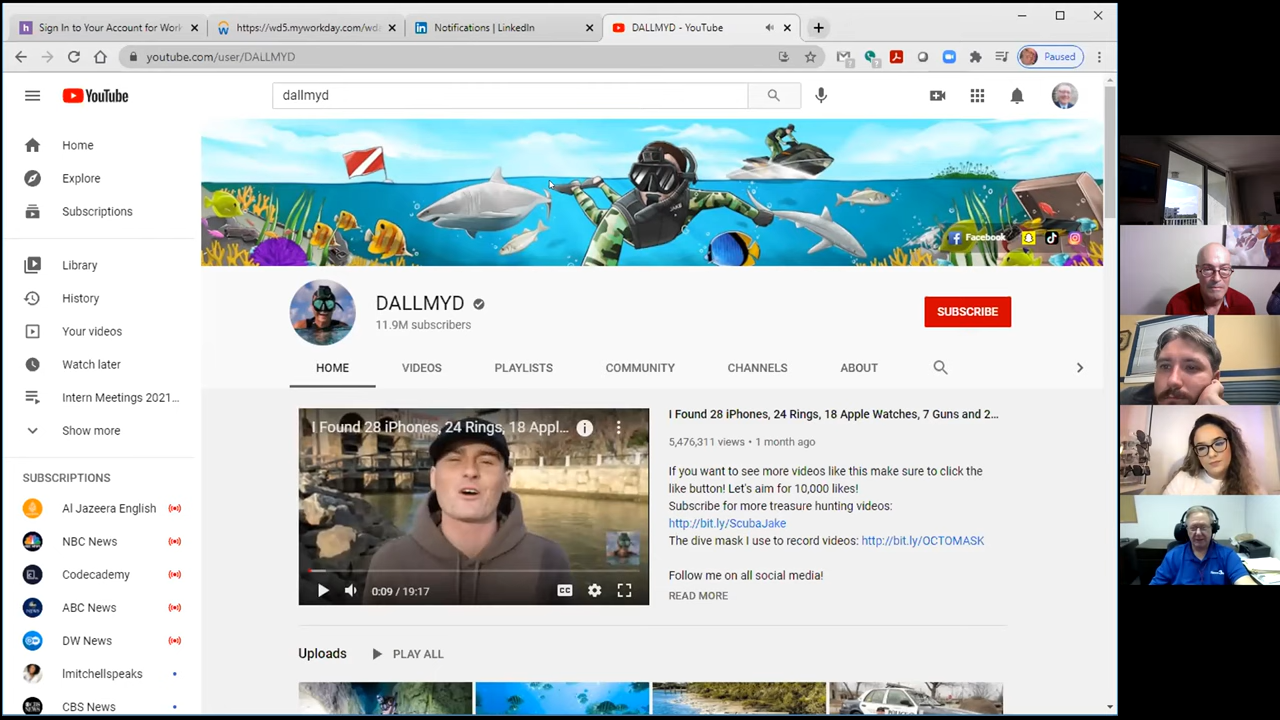 Sign In to Your Account for Work
https://wd5.myworkday.com/wd
Notifications | LinkedIn
DALLMYD - YouTube
youtube.com/user/DALLMYD
Paused
YouTube
dallmyd
Home
Explore
Subscriptions
Library
History
Your videos
Watch later
Intern Meetings 2021...
Show more
SUBSCRIPTIONS
Al Jazeera English
NBC News
Codecademy
ABC News
DW News
lmitchellspeaks
CBS News
Facebook
DALLMYD
11.9M subscribers
SUBSCRIBE
HOME
VIDEOS
PLAYLISTS
COMMUNITY
CHANNELS
ABOUT
I Found 28 iPhones, 24 Rings, 18 Appl...
0:09 / 19:17
CC
I Found 28 iPhones, 24 Rings, 18 Apple Watches, 7 Guns and 2...
5,476,311 views • 1 month ago
If you want to see more videos like this make sure to click the
like button! Let's aim for 10,000 likes!
Subscribe for more treasure hunting videos:
http://bit.ly/ScubaJake
The dive mask I use to record videos: http://bit.ly/OCTOMASK
Follow me on all social media!
READ MORE
Uploads
PLAY ALL